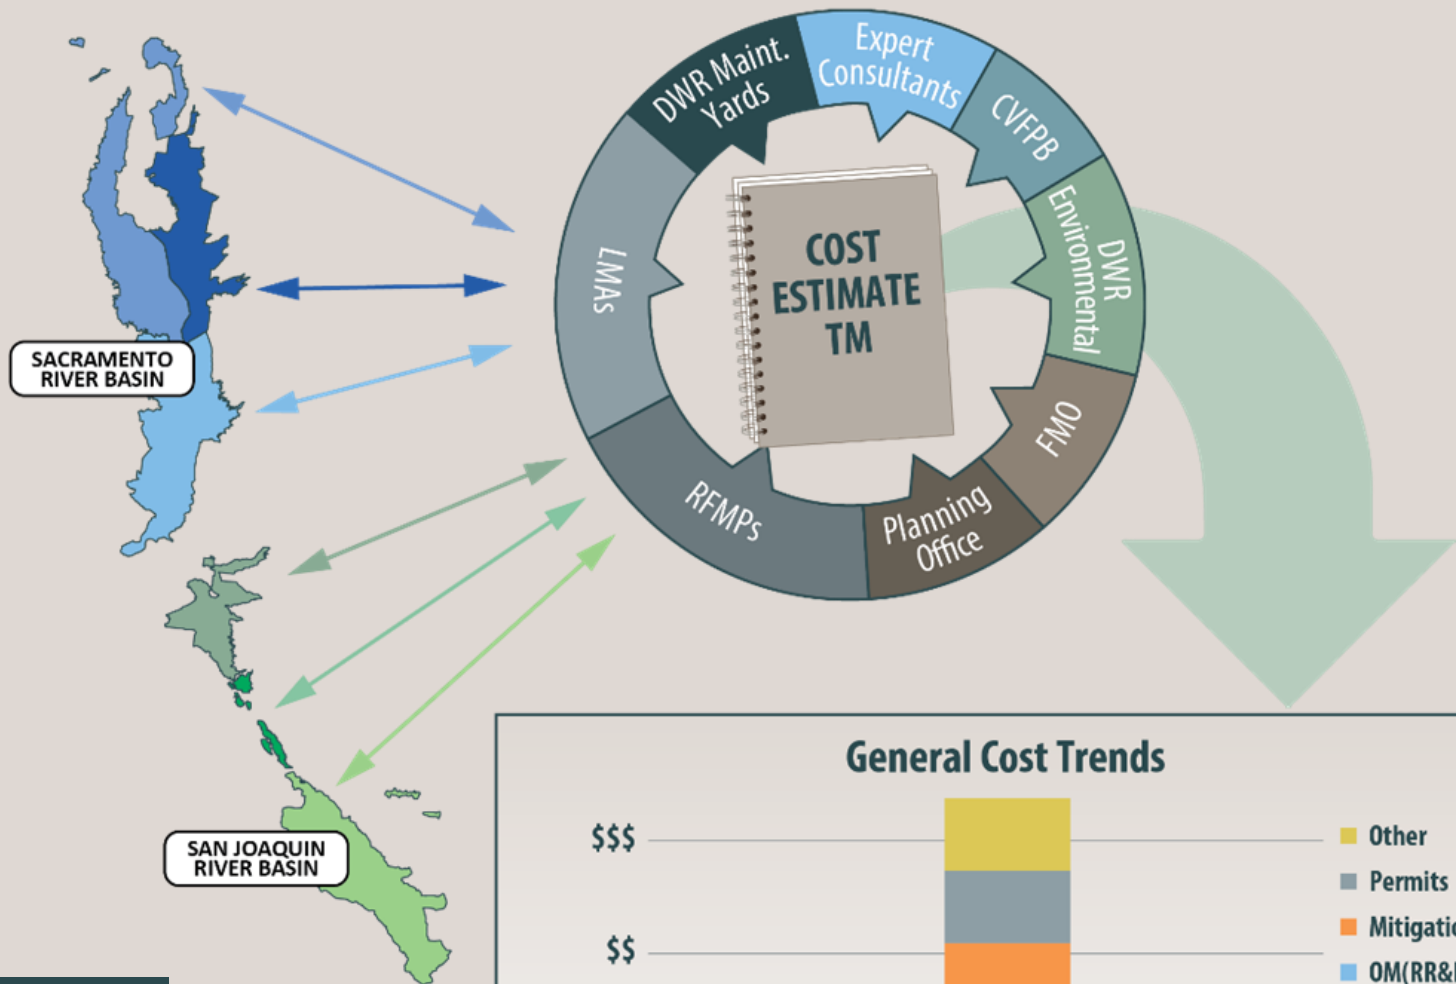 DWR Maint.
Yards
Expert
Consultants
CVFPB
DWR
Environmental
FMO
Planning
Office
RFMPs
LMAs
COST
ESTIMATE
TM
SACRAMENTO
RIVER BASIN
SAN JOAQUIN
RIVER BASIN
General Cost Trends
$$$
$$
Other
Permits